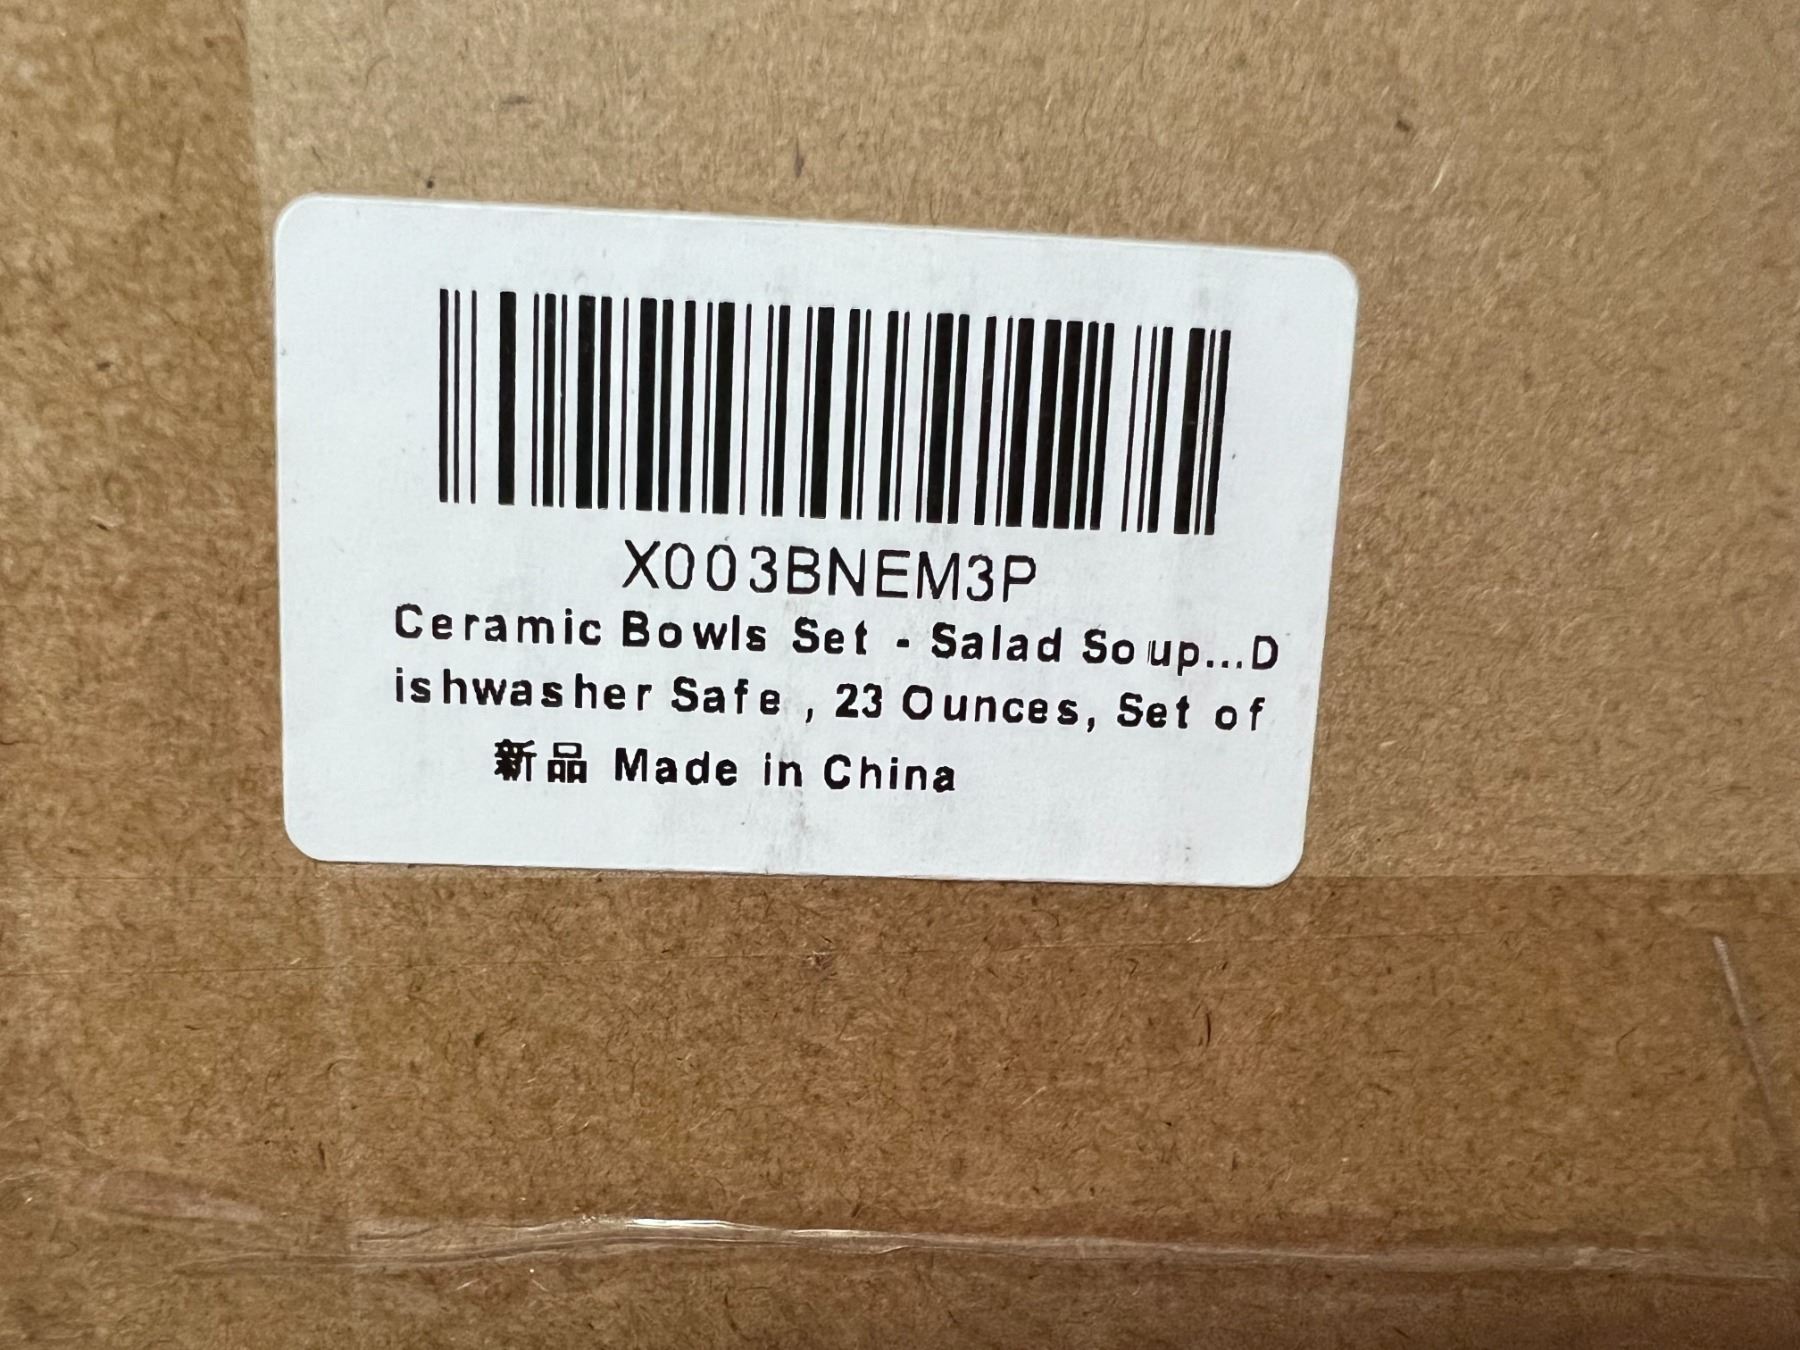 X003BNEM3P
Ceramic Bowls Set - Salad Soup...D
ishwasher Safe , 23 Ounces, Set of
新品 Made in China